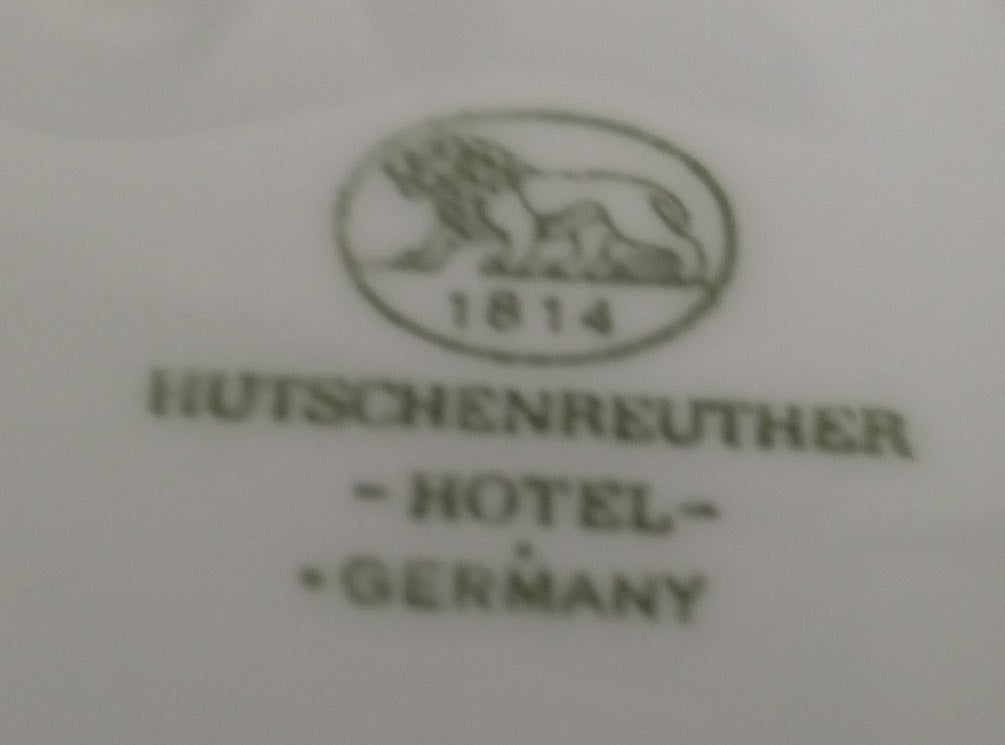 1814
HUTSCHENREUTHER
- HOTEL -
• GERMANY